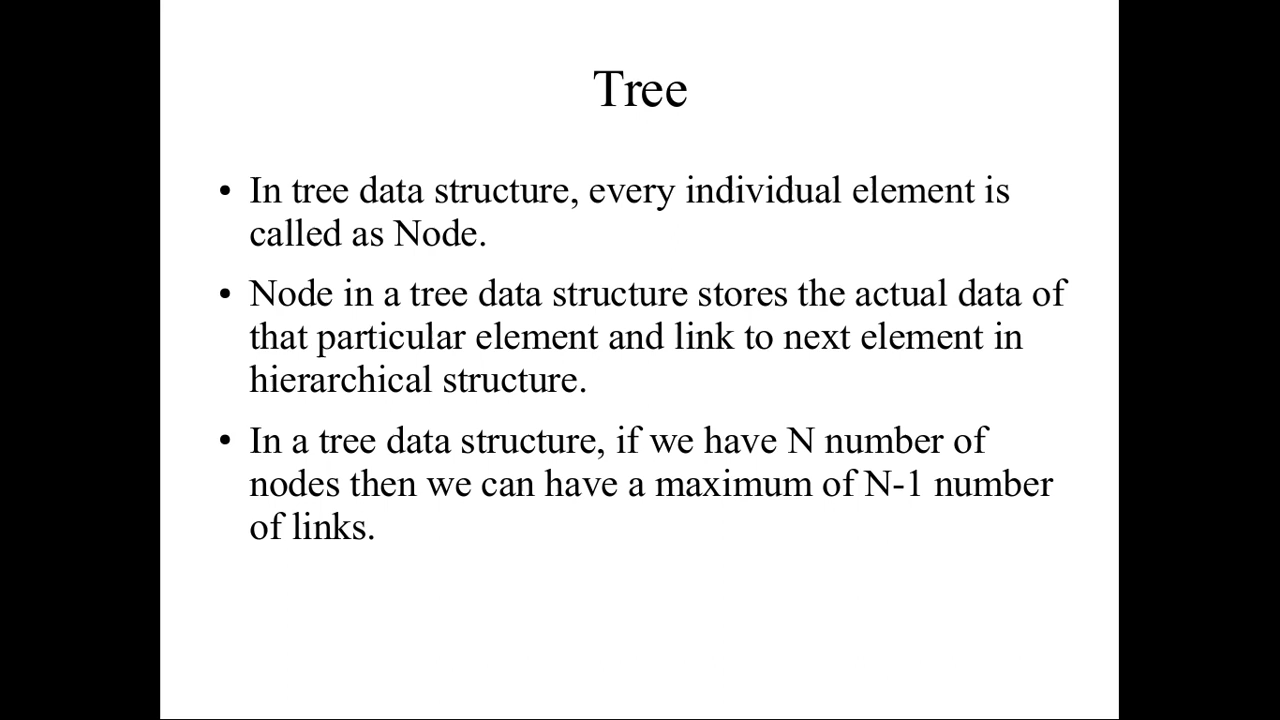 Tree
• In tree data structure, every individual element is
called as Node.
• Node in a tree data structure stores the actual data of
that particular element and link to next element in
hierarchical structure.
• In a tree data structure, if we have N number of
nodes then we can have a maximum of N-1 number
of links.